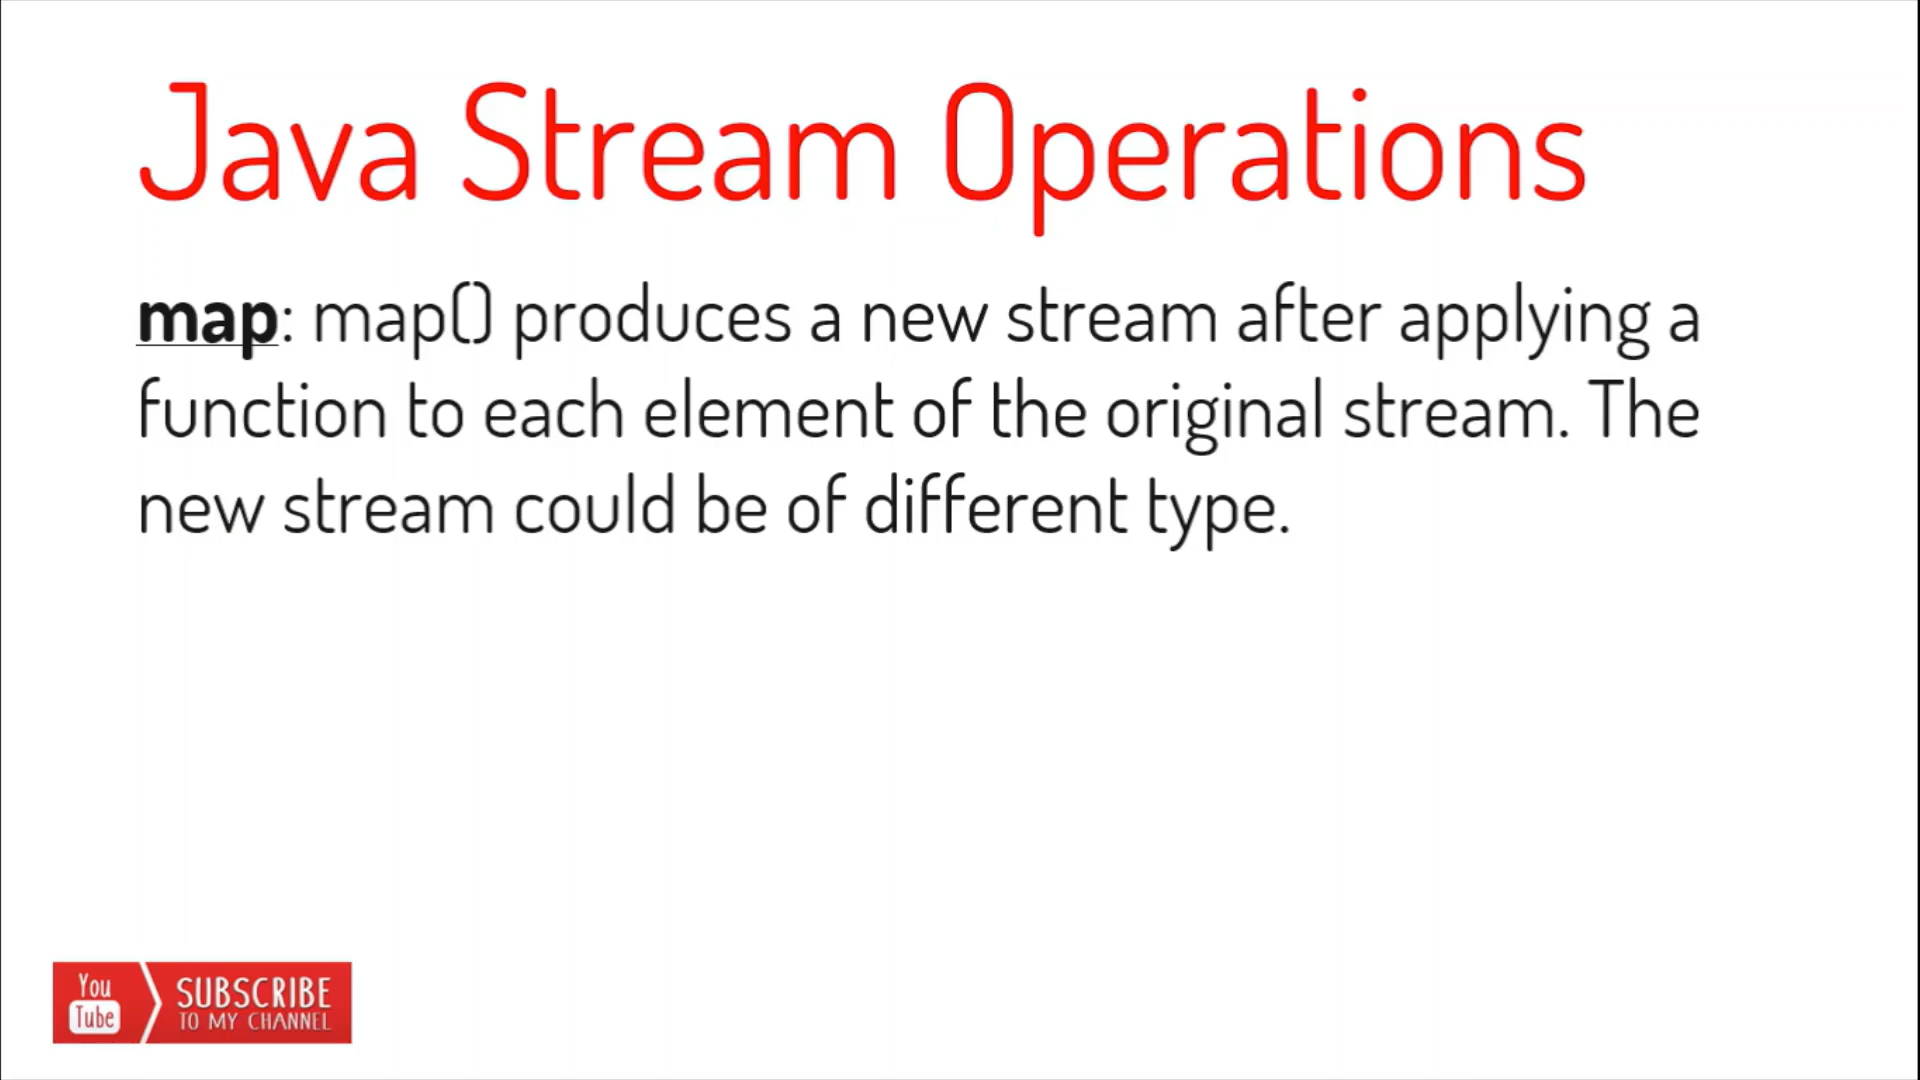 Java Stream Operations
map: map() produces a new stream after applying a
function to each element of the original stream. The
new stream could be of different type.
You
Tube
SUBSCRIBE
TO MY CHANNEL